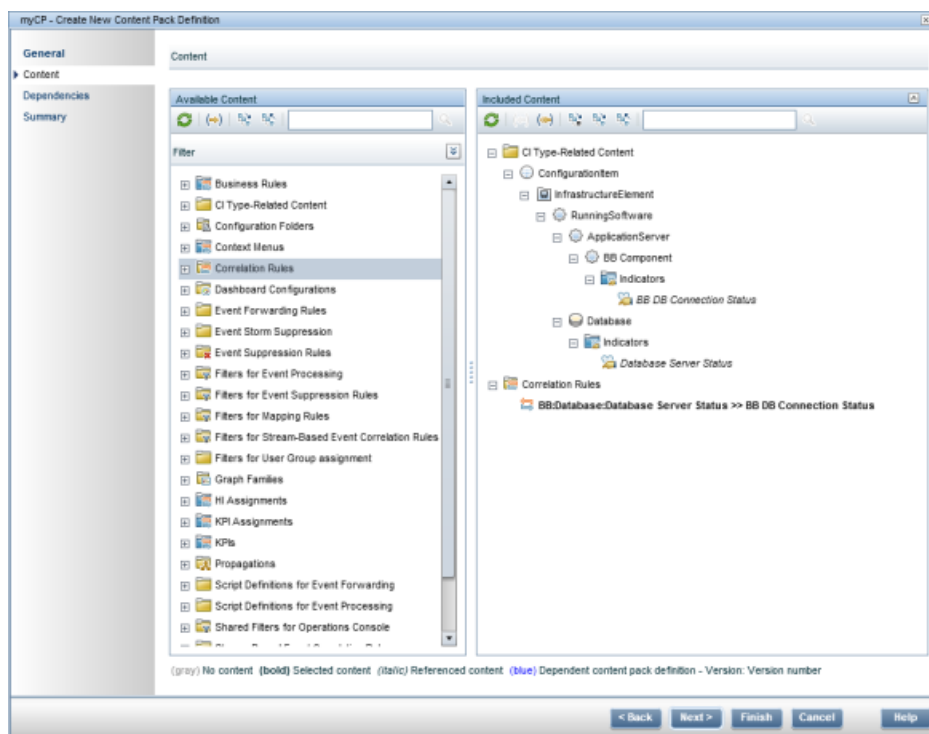 myCP - Create New Content Pack Definition
General
Content
Dependencies
Summary
Content
Available Content
Filter
Business Rules
CI Type-Related Content
Configuration Folders
Context Menus
Correlation Rules
Dashboard Configurations
Event Forwarding Rules
Event Storm Suppression
Event Suppression Rules
Filters for Event Processing
Filters for Event Suppression Rules
Filters for Mapping Rules
Filters for Stream-Based Event Correlation Rules
Filters for User Group assignment
Graph Families
HI Assignments
KPI Assignments
KPIs
Propagations
Script Definitions for Event Forwarding
Script Definitions for Event Processing
Shared Filters for Operations Console
Included Content
CI Type-Related Content
ConfigurationItem
InfrastructureElement
RunningSoftware
ApplicationServer
BB Component
Indicators
BB DB Connection Status
Database
Indicators
Database Server Status
Correlation Rules
BB:Database:Database Server Status >> BB DB Connection Status
(gray) No content (bold) Selected content (italic) Referenced content (blue) Dependent content pack definition - Version: Version number
< Back Next > Finish Cancel Help